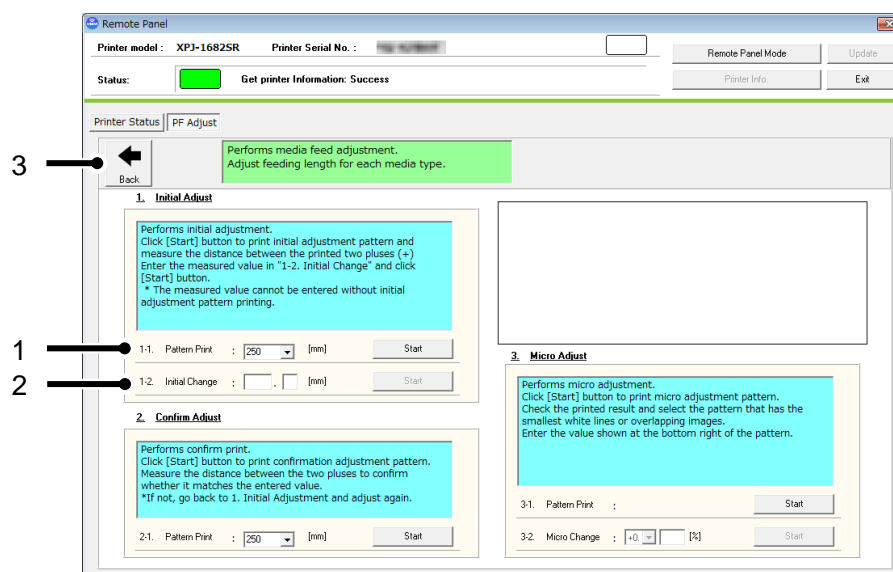 Remote Panel
Printer model : XPJ-1682SR Printer Serial No. :
Remote Panel Mode Update
Status: Get printer Information: Success
Printer Info. Exit
Printer Status PF Adjust
3
Back
Performs media feed adjustment.
Adjust feeding length for each media type.
1. Initial Adjust
Performs initial adjustment.
Click [Start] button to print initial adjustment pattern and
measure the distance between the printed two pluses (+)
Enter the measured value in "1-2. Initial Change" and click
[Start] button.
* The measured value cannot be entered without initial
adjustment pattern printing.
1
1-1. Pattern Print : 250 [mm] Start
2
1-2. Initial Change : . [mm] Start
2. Confirm Adjust
Performs confirm print.
Click [Start] button to print confirmation adjustment pattern.
Measure the distance between the two pluses to confirm
whether it matches the entered value.
*If not, go back to 1. Initial Adjustment and adjust again.
2-1. Pattern Print : 250 [mm] Start
3. Micro Adjust
Performs micro adjustment.
Click [Start] button to print micro adjustment pattern.
Check the printed result and select the pattern that has the
smallest white lines or overlapping images.
Enter the value shown at the bottom right of the pattern.
3-1. Pattern Print : Start
3-2. Micro Change : +0. [%] Start